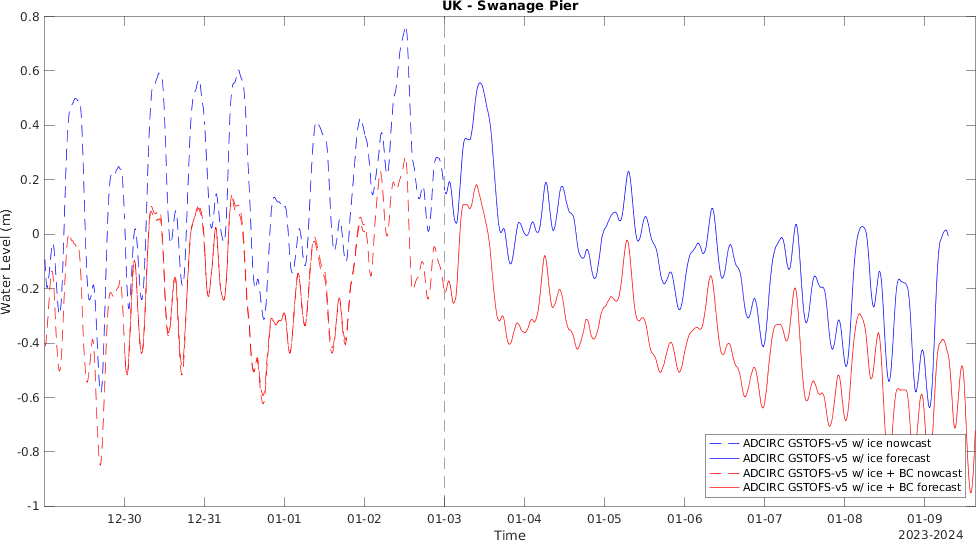 UK - Swanage Pier
0.8
0.6
0.4
0.2
0
-0.2
-0.4
-0.6
-0.8
-1
Water Level (m)
12-30 12-31 01-01 01-02 01-03 01-04 01-05 01-06 01-07 01-08 01-09
Time
2023-2024
ADCIRC GSTOFS-v5 w/ ice nowcast
ADCIRC GSTOFS-v5 w/ ice forecast
ADCIRC GSTOFS-v5 w/ ice + BC nowcast
ADCIRC GSTOFS-v5 w/ ice + BC forecast